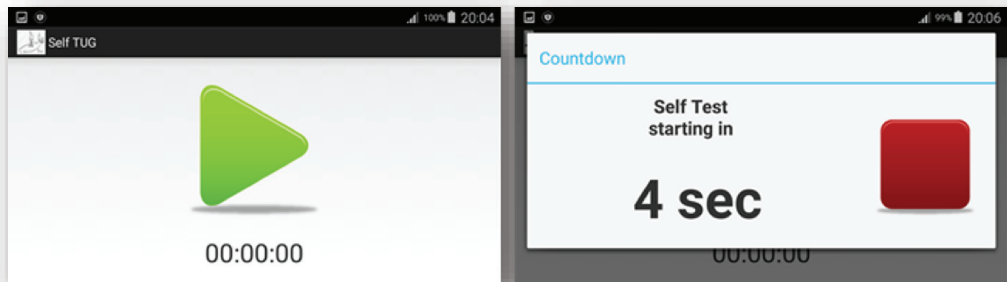 100% 20:04
Self TUG
00:00:00
99% 20:06
Countdown
Self Test
starting in
4 sec
00:00:00